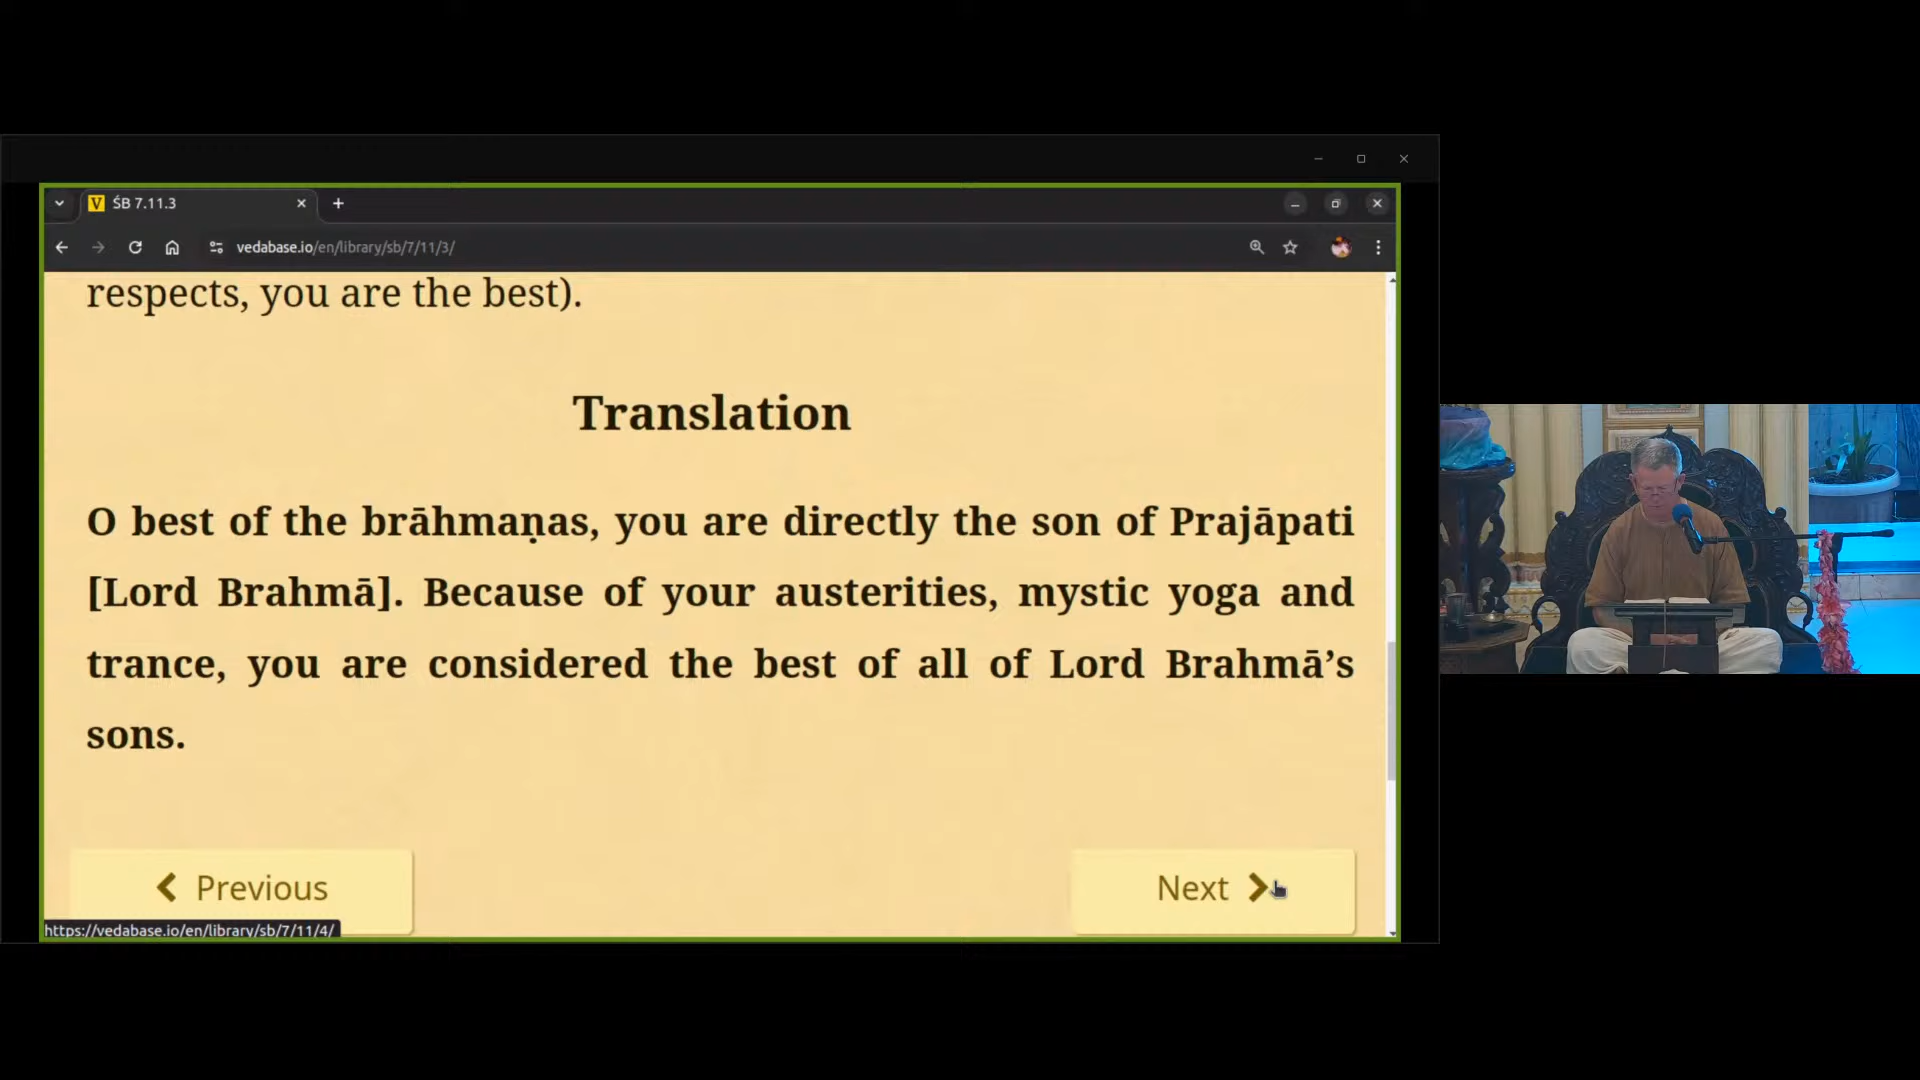 ŚB 7.11.3
vedabase.io/en/library/sb/7/11/3/
respects, you are the best).
Translation
O best of the brāhmaṇas, you are directly the son of Prajāpati
[Lord Brahmā]. Because of your austerities, mystic yoga and
trance, you are considered the best of all of Lord Brahmā’s
sons.
Previous
Next
https://vedabase.io/en/library/sb/7/11/4/